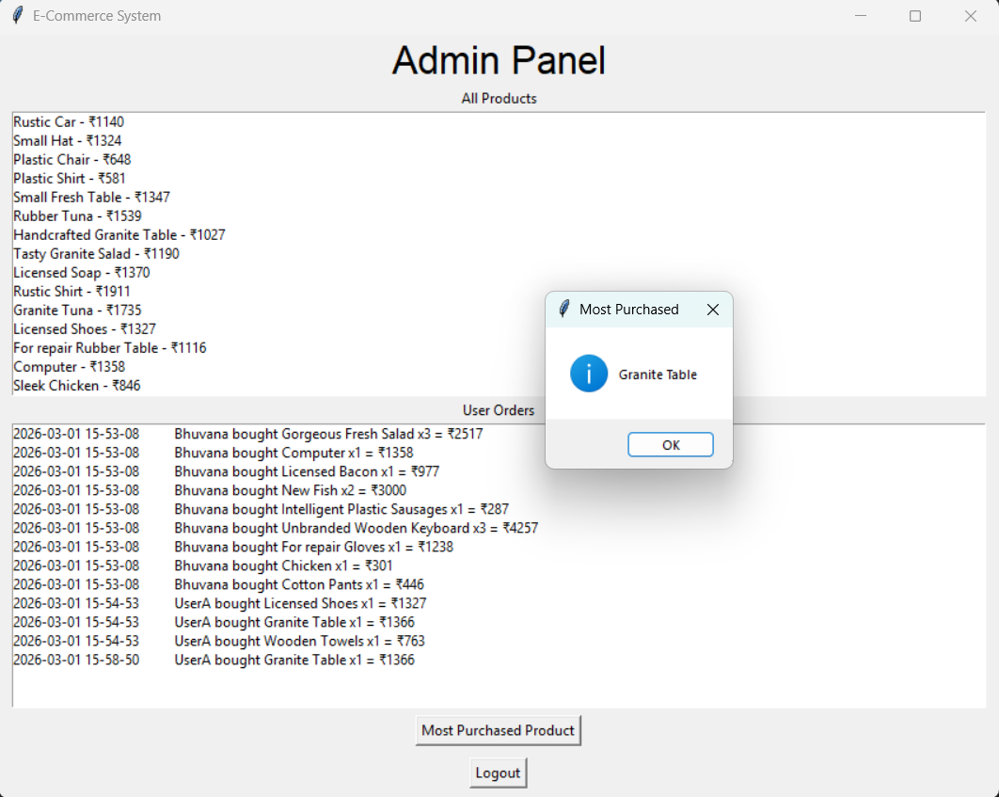 E-Commerce System
Admin Panel
All Products
Rustic Car - ₹1140
Small Hat - ₹1324
Plastic Chair - ₹648
Plastic Shirt - ₹581
Small Fresh Table - ₹1347
Rubber Tuna - ₹1539
Handcrafted Granite Table - ₹1027
Tasty Granite Salad - ₹1190
Licensed Soap - ₹1370
Rustic Shirt - ₹1911
Granite Tuna - ₹1735
Licensed Shoes - ₹1327
For repair Rubber Table - ₹1116
Computer - ₹1358
Sleek Chicken - ₹846
Most Purchased
Granite Table
OK
User Orders
2026-03-01 15-53-08 Bhuvana bought Gorgeous Fresh Salad x3 = ₹2517
2026-03-01 15-53-08 Bhuvana bought Computer x1 = ₹1358
2026-03-01 15-53-08 Bhuvana bought Licensed Bacon x1 = ₹977
2026-03-01 15-53-08 Bhuvana bought New Fish x2 = ₹3000
2026-03-01 15-53-08 Bhuvana bought Intelligent Plastic Sausages x1 = ₹287
2026-03-01 15-53-08 Bhuvana bought Unbranded Wooden Keyboard x3 = ₹4257
2026-03-01 15-53-08 Bhuvana bought For repair Gloves x1 = ₹1238
2026-03-01 15-53-08 Bhuvana bought Chicken x1 = ₹301
2026-03-01 15-53-08 Bhuvana bought Cotton Pants x1 = ₹446
2026-03-01 15-54-53 UserA bought Licensed Shoes x1 = ₹1327
2026-03-01 15-54-53 UserA bought Granite Table x1 = ₹1366
2026-03-01 15-54-53 UserA bought Wooden Towels x1 = ₹763
2026-03-01 15-58-50 UserA bought Granite Table x1 = ₹1366
Most Purchased Product
Logout